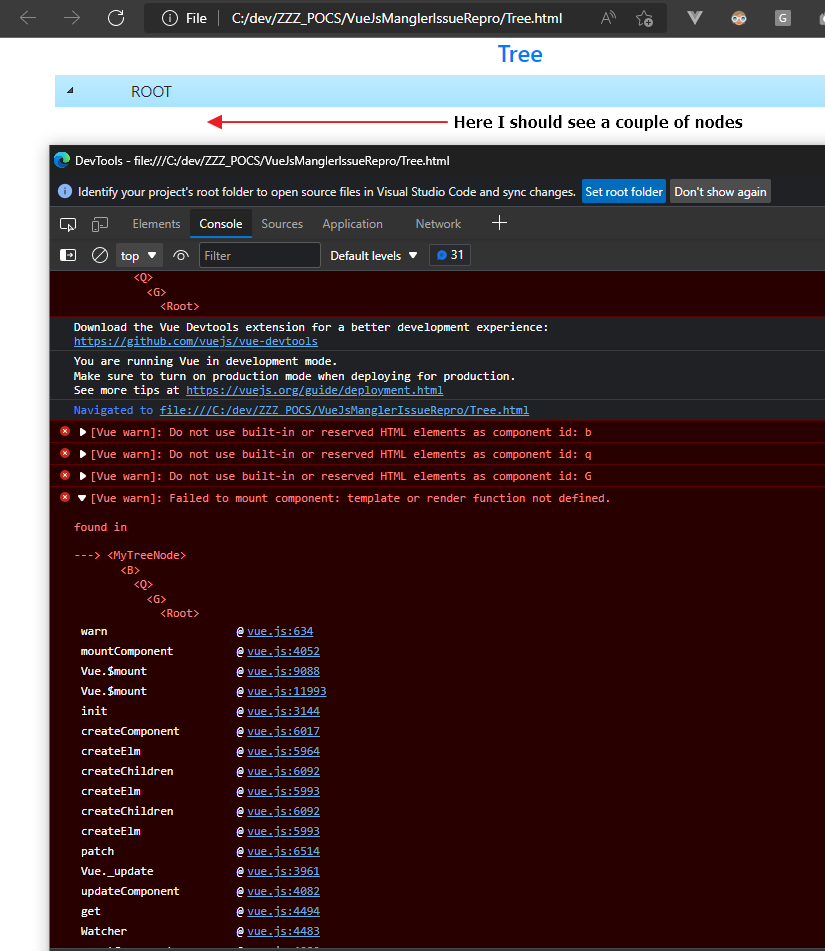 File C:/dev/ZZZ_POCS/VueJsManglerIssueRepro/Tree.html A G
Tree
ROOT
Here I should see a couple of nodes
DevTools - file:///C:/dev/ZZZ_POCS/VueJsManglerIssueRepro/Tree.html
Identify your project's root folder to open source files in Visual Studio Code and sync changes. Set root folder Don't show again
Elements Console Sources Application Network
top Filter Default levels 31
<Q>
<G>
<Root>
Download the Vue Devtools extension for a better development experience:
https://github.com/vuejs/vue-devtools
You are running Vue in development mode.
Make sure to turn on production mode when deploying for production.
See more tips at https://vuejs.org/guide/deployment.html
Navigated to file:///C:/dev/ZZZ_POCS/VueJsManglerIssueRepro/Tree.html
[Vue warn]: Do not use built-in or reserved HTML elements as component id: b
[Vue warn]: Do not use built-in or reserved HTML elements as component id: q
[Vue warn]: Do not use built-in or reserved HTML elements as component id: G
[Vue warn]: Failed to mount component: template or render function not defined.
found in
---> <MyTreeNode>
<B>
<Q>
<G>
<Root>
warn @ vue.js:634
mountComponent @ vue.js:4052
Vue.$mount @ vue.js:9088
Vue.$mount @ vue.js:11993
init @ vue.js:3144
createComponent @ vue.js:6017
createElm @ vue.js:5964
createChildren @ vue.js:6092
createElm @ vue.js:5993
createChildren @ vue.js:6092
createElm @ vue.js:5993
patch @ vue.js:6514
Vue._update @ vue.js:3961
updateComponent @ vue.js:4082
get @ vue.js:4494
Watcher @ vue.js:4483